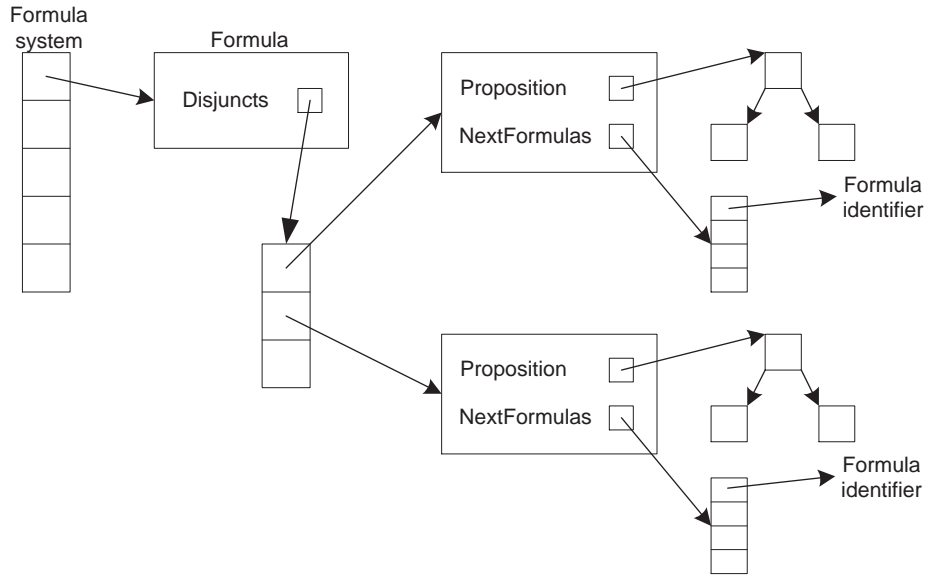 Formula
system
Formula
Disjuncts
Proposition
NextFormulas
Formula
identifier
Proposition
NextFormulas
Formula
identifier